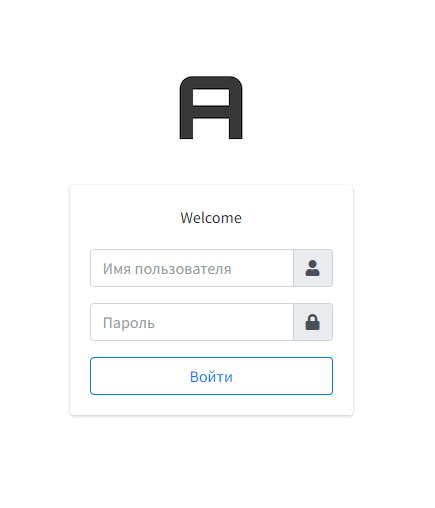 A
Welcome
Имя пользователя
Пароль
Войти